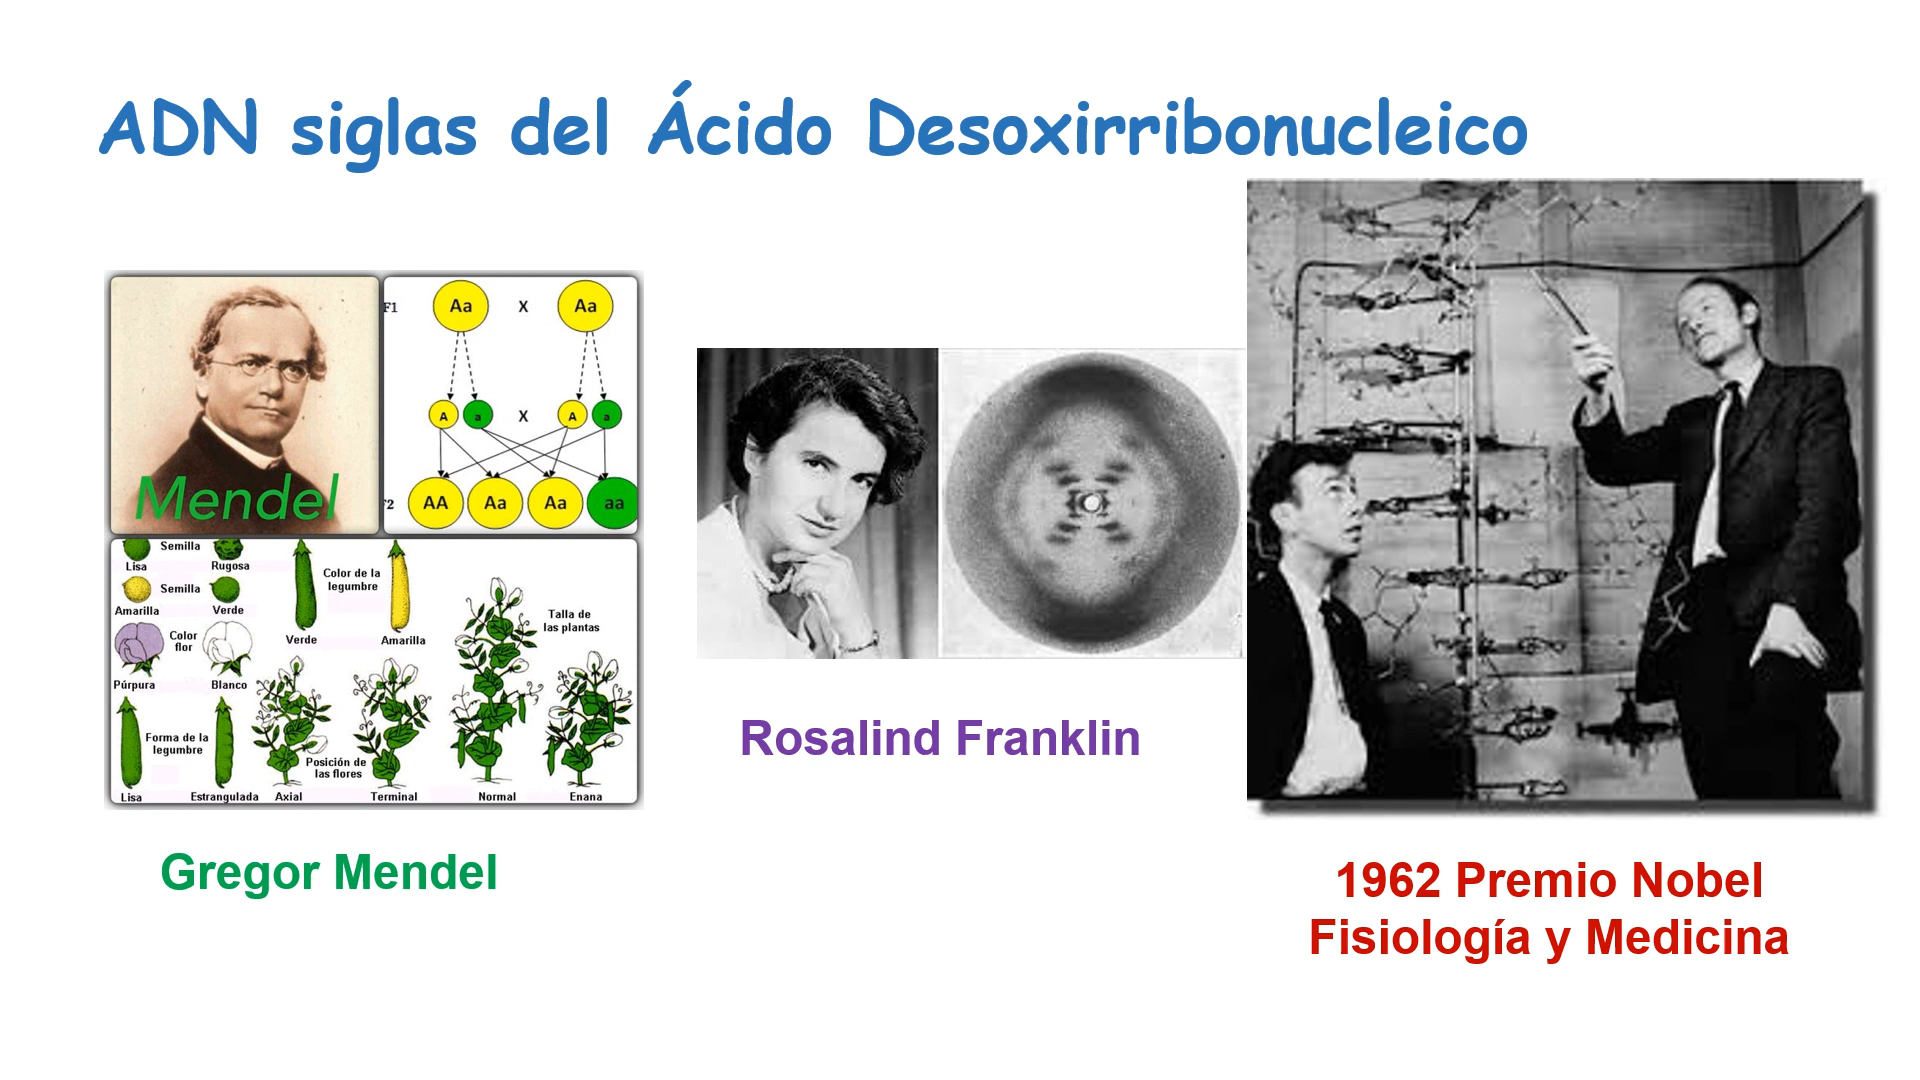 ADN siglas del Ácido Desoxirribonucleico
Mendel
F1
Aa
X
Aa
A
a
X
A
a
2
AA
Aa
Aa
aa
Semilla
Lisa
Rugosa
Semilla
Amarilla
Verde
Color
flor
Púrpura
Blanco
Color de la
legumbre
Verde
Amarilla
Talla de
las plantas
Forma de la
legumbre
Posición de
las flores
Lisa
Estrangulada
Axial
Terminal
Normal
Enana
Gregor Mendel
Rosalind Franklin
1962 Premio Nobel
Fisiología y Medicina